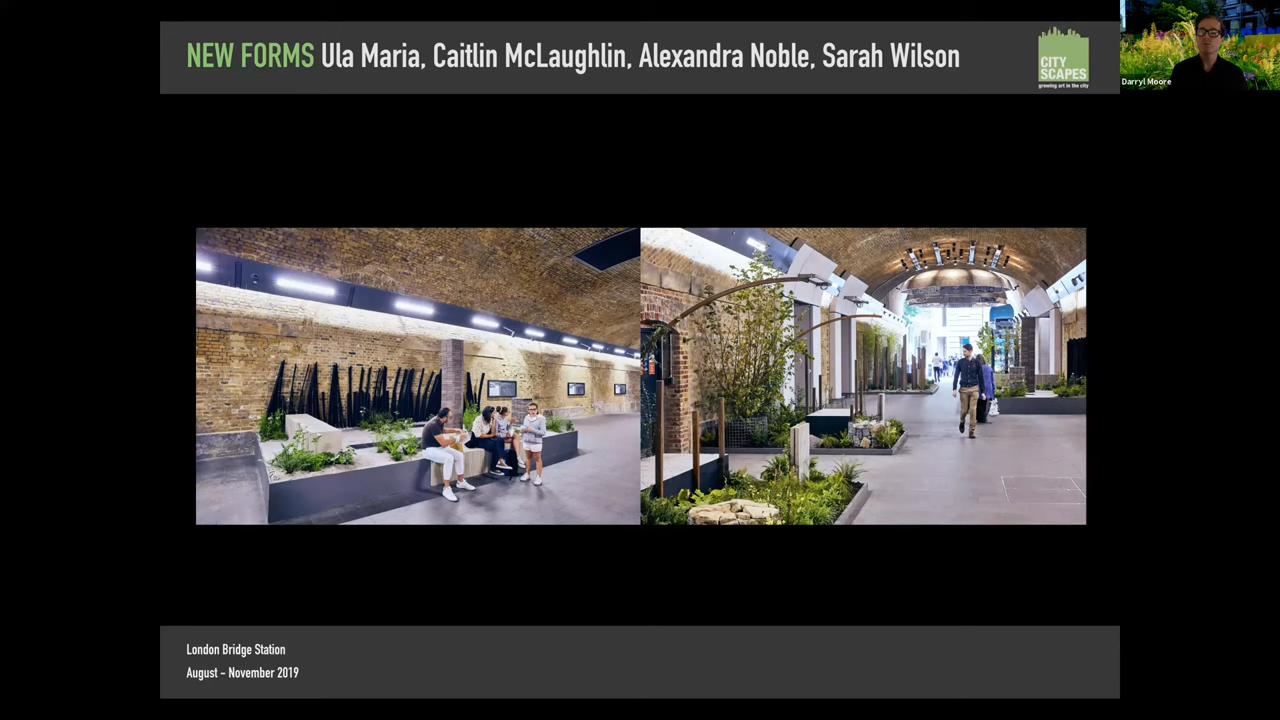 NEW FORMS Ula Maria, Caitlin McLaughlin, Alexandra Noble, Sarah Wilson
CITY
SCAPES
growing art in the city
Darryl Moore
London Bridge Station
August - November 2019